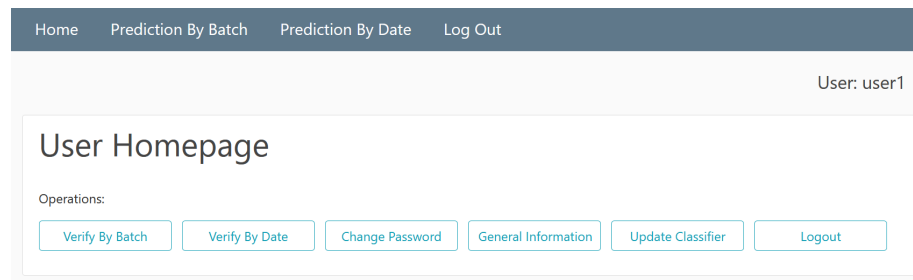 Home Prediction By Batch Prediction By Date Log Out
User: user1
User Homepage
Operations:
Verify By Batch Verify By Date Change Password General Information Update Classifier Logout